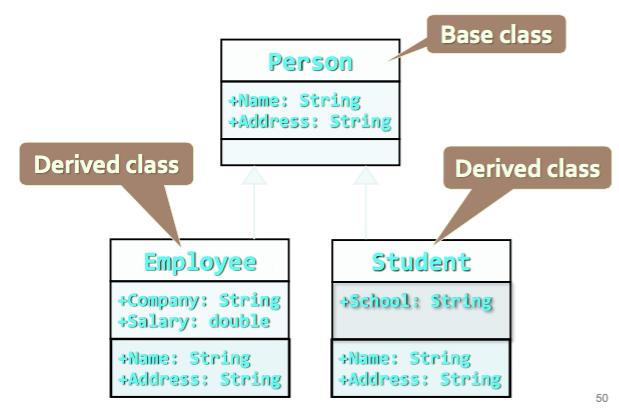 Base class
Person
+Name: String
+Address: String
Derived class
Derived class
Employee
+Company: String
+Salary: double
+Name: String
+Address: String
Student
+School: String
+Name: String
+Address: String
50